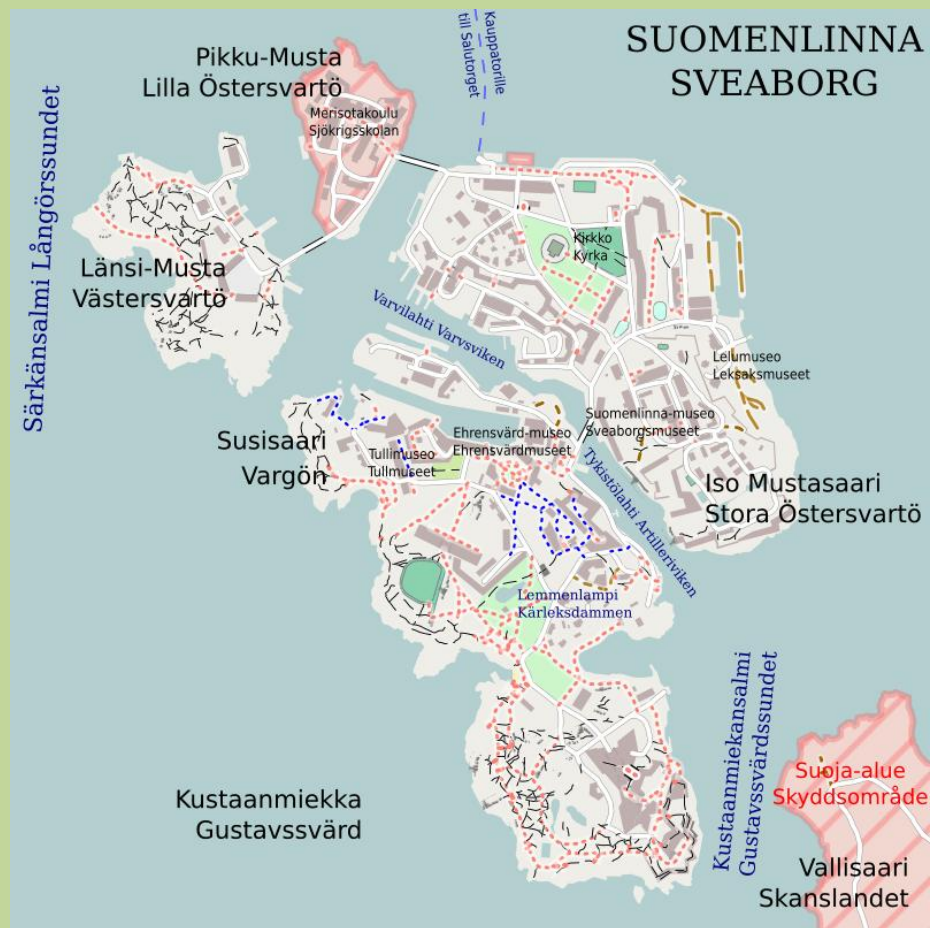 SUOMENLINNA
SVEABORG
Kauppatorille
till Salutorget
Pikku-Musta
Lilla Östersvartö
Merisotakoulu
Sjökrigsskolan
Särkänsalmi Långörssundet
Länsi-Musta
Västersvartö
Kirkko
Kyrka
Varvilahti Varvsviken
Lelumuseo
Leksaksmuseet
Suomenlinna-museo
Sveaborgsmuseet
Ehrensvärd-museo
Ehrensvärdmuseet
Tullimuseo
Tullmuseet
Susisaari
Vargön
Tykistölahti Artilleriviken
Iso Mustasaari
Stora Östersvartö
Lemmenlampi
Kärleksdammen
Kustaanmiekansalmi
Gustavssvärdssundet
Kustaanmiekka
Gustavssvärd
Suoja-alue
Skyddsområde
Vallisaari
Skanslandet